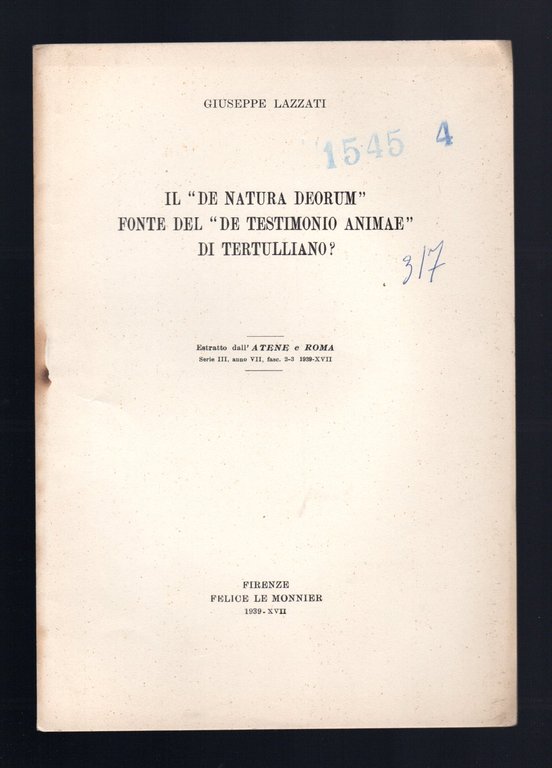 GIUSEPPE LAZZATI
1545 4
IL "DE NATURA DEORUM"
FONTE DEL "DE TESTIMONIO ANIMAE"
DI TERTULLIANO?
317
Estratto dall'ATENE e ROMA
Serie III, anno VII, fasc. 2-3 1939-XVII
FIRENZE
FELICE LE MONNIER
1939-XVII